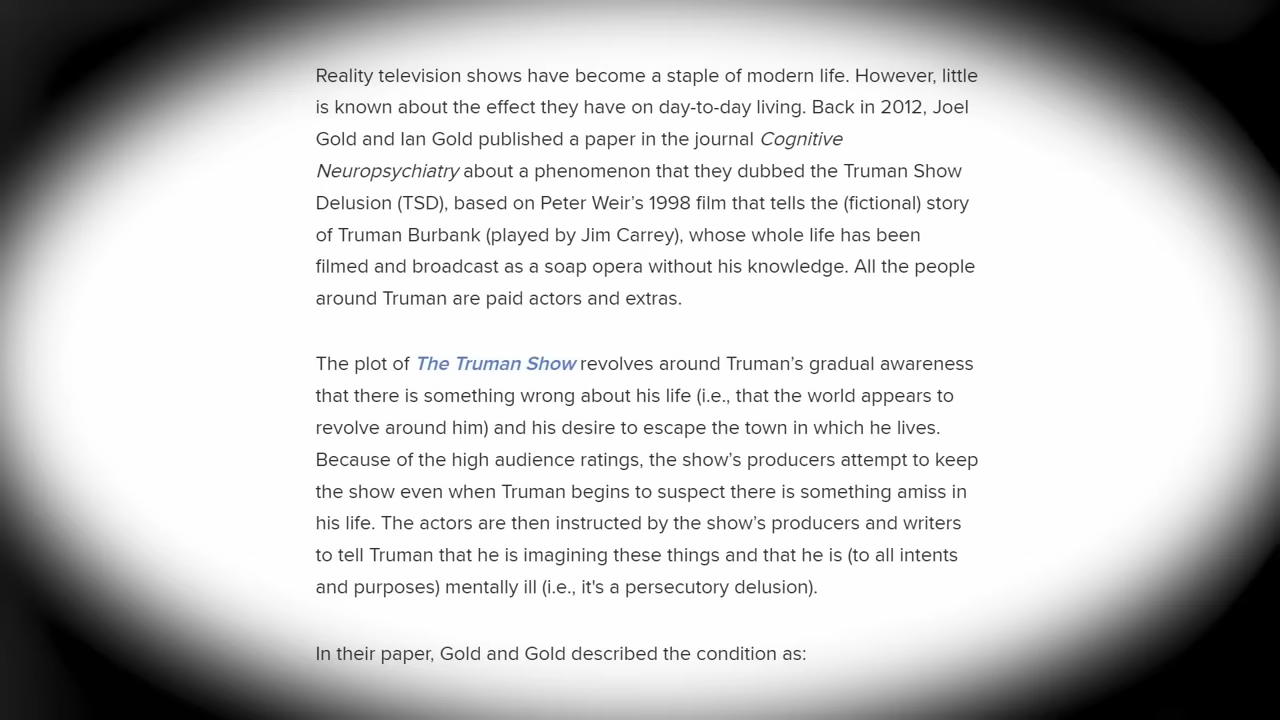 Reality television shows have become a staple of modern life. However, little
is known about the effect they have on day-to-day living. Back in 2012, Joel
Gold and Ian Gold published a paper in the journal Cognitive
Neuropsychiatry about a phenomenon that they dubbed the Truman Show
Delusion (TSD), based on Peter Weir’s 1998 film that tells the (fictional) story
of Truman Burbank (played by Jim Carrey), whose whole life has been
filmed and broadcast as a soap opera without his knowledge. All the people
around Truman are paid actors and extras.
The plot of The Truman Show revolves around Truman’s gradual awareness
that there is something wrong about his life (i.e., that the world appears to
revolve around him) and his desire to escape the town in which he lives.
Because of the high audience ratings, the show’s producers attempt to keep
the show even when Truman begins to suspect there is something amiss in
his life. The actors are then instructed by the show’s producers and writers
to tell Truman that he is imagining these things and that he is (to all intents
and purposes) mentally ill (i.e., it's a persecutory delusion).
In their paper, Gold and Gold described the condition as: